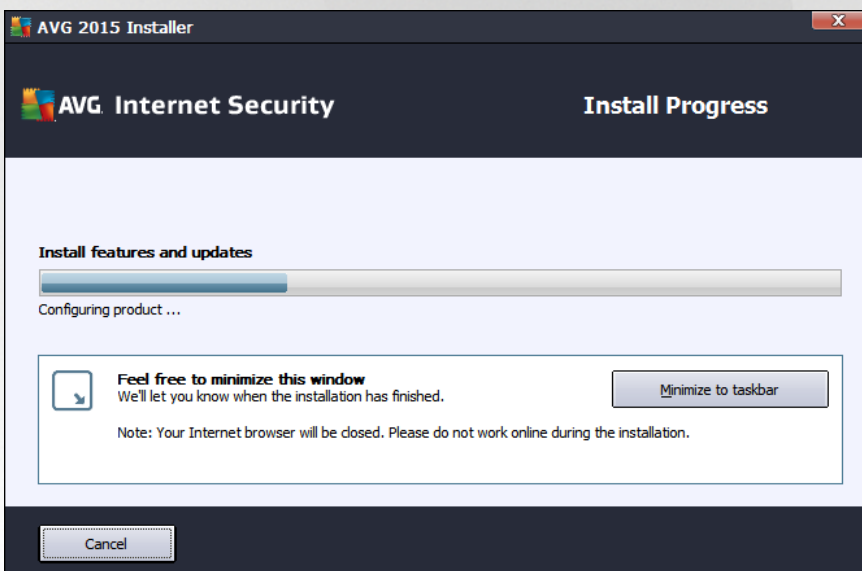 AVG 2015 Installer
AVG Internet Security
Install Progress
Install features and updates
Configuring product ...
Feel free to minimize this window
We'll let you know when the installation has finished.
Minimize to taskbar
Note: Your Internet browser will be closed. Please do not work online during the installation.
Cancel